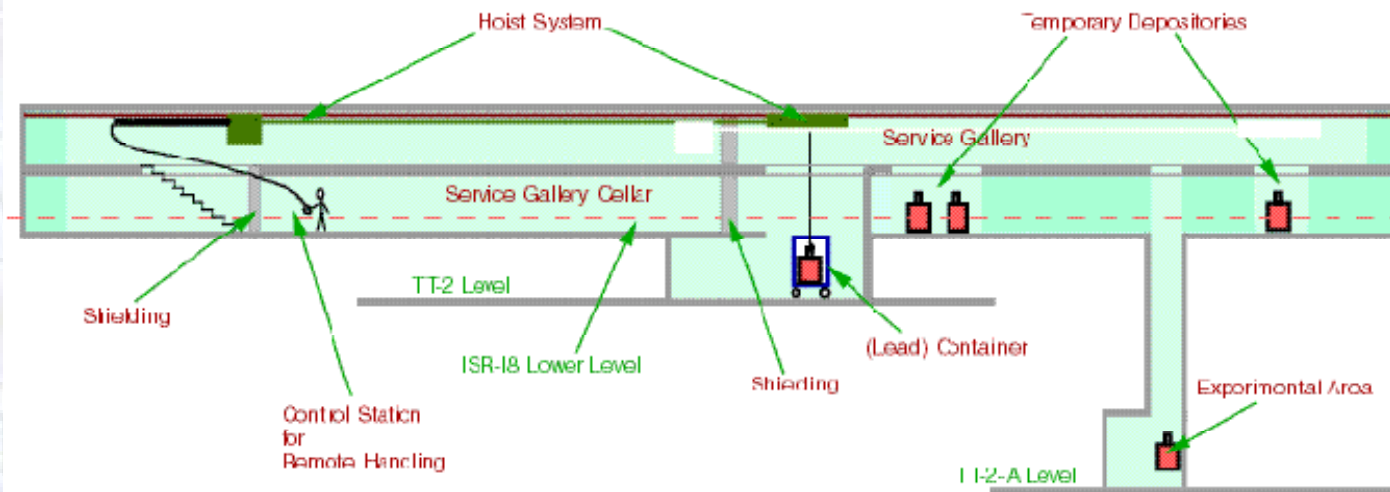 Hoist System
Temporary Depositories
Service Gallery
Service Gallery Cellar
TT-2 Level
Shielding
(Lead) Container
ISR-I8 Lower Level
Shielding
Experimental Area
Control Station
for
Remote Handling
TT-2-A Level